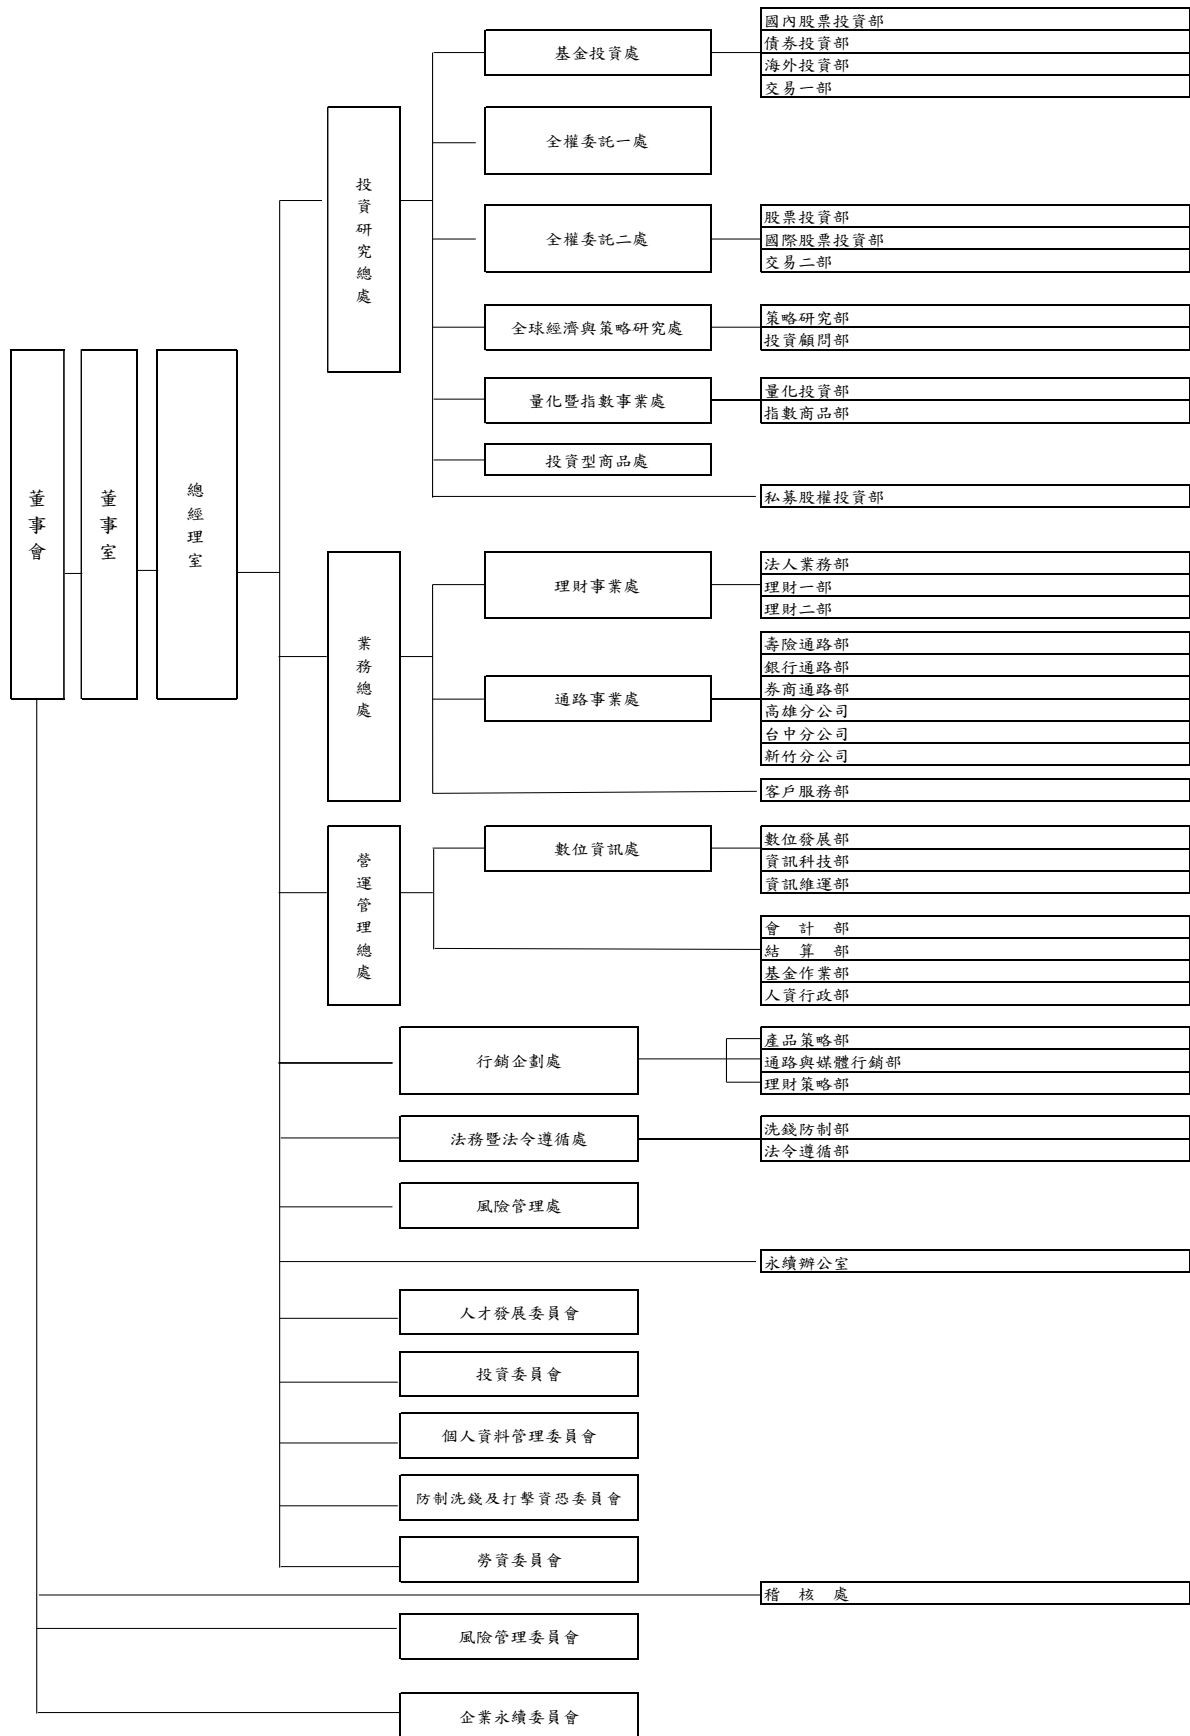 董事會
董事室
總經理室
投資研究總處
基金投資處
國內股票投資部
債券投資部
海外投資部
交易一部
全權委託一處
全權委託二處
股票投資部
國際股票投資部
交易二部
全球經濟與策略研究處
策略研究部
投資顧問部
量化暨指數事業處
量化投資部
指數商品部
投資型商品處
私募股權投資部
業務總處
理財事業處
法人業務部
理財一部
理財二部
通路事業處
壽險通路部
銀行通路部
券商通路部
高雄分公司
台中分公司
新竹分公司
客戶服務部
營運管理總處
數位資訊處
數位發展部
資訊科技部
資訊維運部
會 計 部
結 算 部
基金作業部
人資行政部
行銷企劃處
產品策略部
通路與媒體行銷部
理財策略部
法務暨法令遵循處
洗錢防制部
法令遵循部
風險管理處
永續辦公室
人才發展委員會
投資委員會
個人資料管理委員會
防制洗錢及打擊資恐委員會
勞資委員會
稽 核 處
風險管理委員會
企業永續委員會